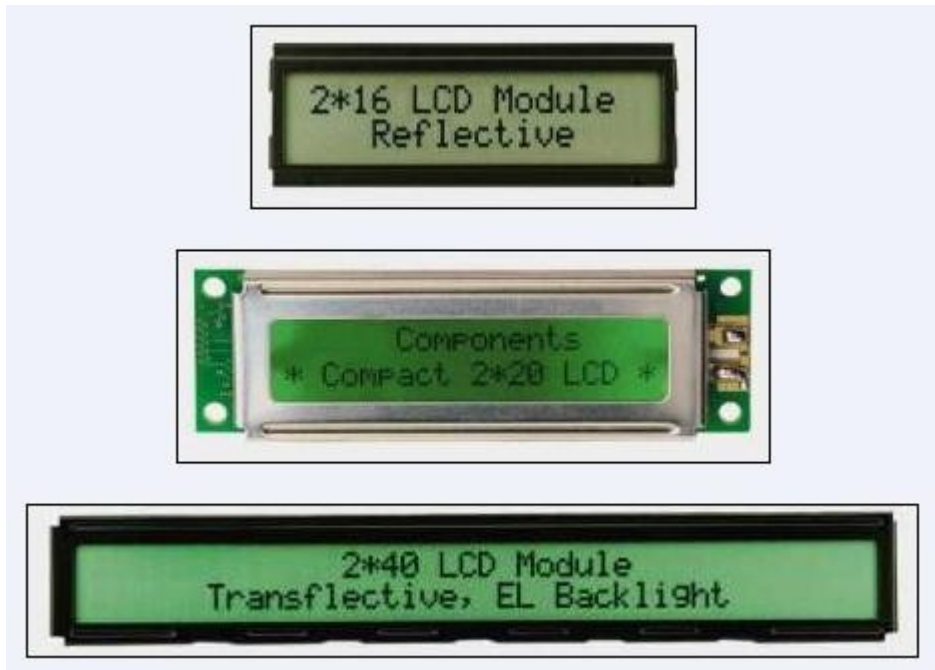 2*16 LCD Module
Reflective
Components
* Compact 2*20 LCD *
2*40 LCD Module
Transflective, EL Backlight